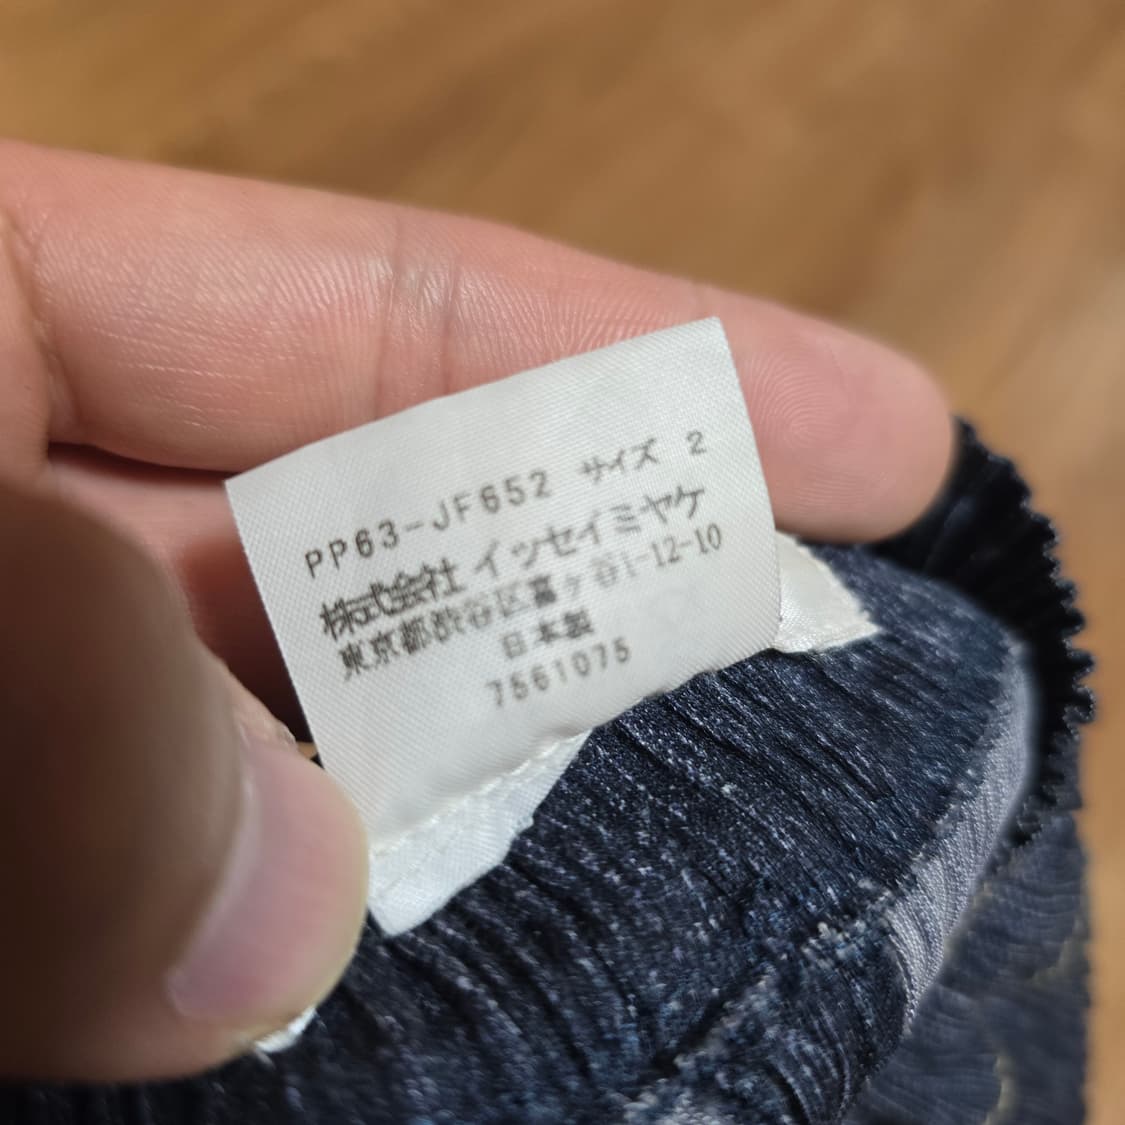 PP63-JF652 サイズ 2
株式会社 イッセイミヤケ
東京都渋谷区富ヶ谷1-12-10
日本製
7561075